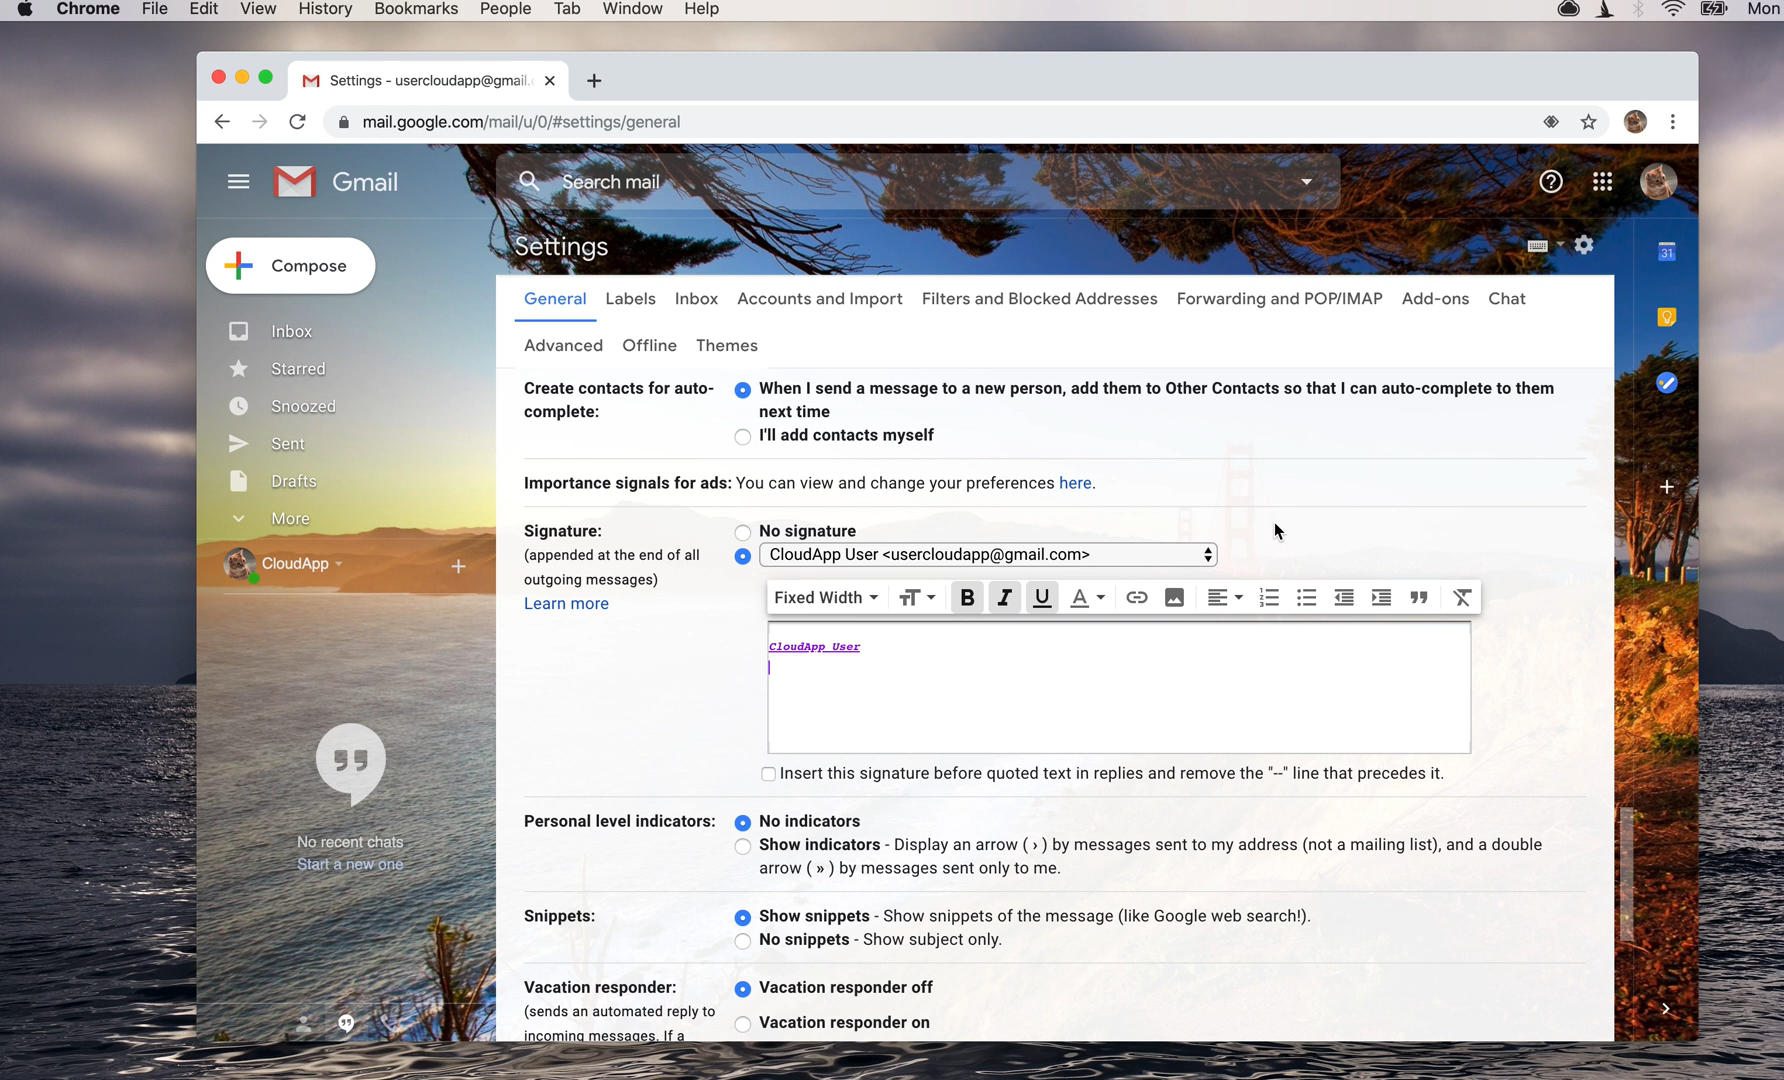 Chrome File Edit View History Bookmarks People Tab Window Help Mon
Settings - usercloudapp@gmail.
mail.google.com/mail/u/0/#settings/general
Gmail
Search mail
Settings
31
Compose
Inbox
Starred
Snoozed
Sent
Drafts
More
CloudApp
No recent chats
Start a new one
General Labels Inbox Accounts and Import Filters and Blocked Addresses Forwarding and POP/IMAP Add-ons Chat
Advanced Offline Themes
Create contacts for auto-
complete:
When I send a message to a new person, add them to Other Contacts so that I can auto-complete to them
next time
I'll add contacts myself
Importance signals for ads: You can view and change your preferences here.
Signature:
(appended at the end of all
outgoing messages)
Learn more
No signature
CloudApp User <usercloudapp@gmail.com>
Fixed Width
CloudApp User
Insert this signature before quoted text in replies and remove the "--" line that precedes it.
Personal level indicators:
No indicators
Show indicators - Display an arrow ( › ) by messages sent to my address (not a mailing list), and a double
arrow ( » ) by messages sent only to me.
Snippets:
Show snippets - Show snippets of the message (like Google web search!).
No snippets - Show subject only.
Vacation responder:
(sends an automated reply to
incoming messages. If a
Vacation responder off
Vacation responder on